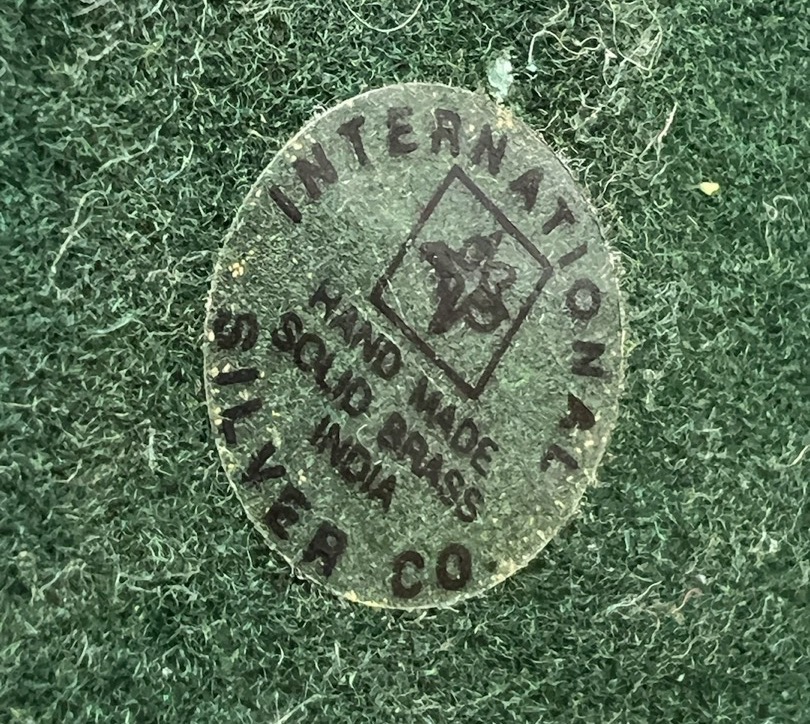 INTERNATIONAL
SILVER CO.
HAND MADE
SOLID BRASS
INDIA